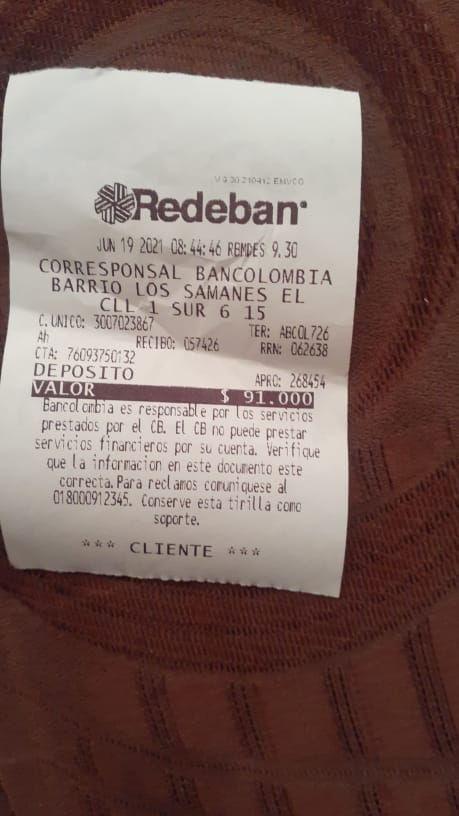 Redeban
JUN 19 2021 08:44:46 RBMDES 9.30
CORRESPONSAL BANCOLOMBIA
BARRIO LOS SAMANES EL
CLL 1 SUR 6 15
C. UNICO: 3007023867 TER: ABCOL726
Ah RECIBO: 057426 RRN: 062638
CTA: 76093750132
DEPOSITO APRO: 268454
VALOR $ 91.000
Bancolombia es responsable por los servicios
prestados por el CB. El CB no puede prestar
servicios financieros por su cuenta. Verifique
que la informacion en este documento este
correcta. Para reclamos comuniquese al
018000912345. Conserve esta tirilla como
soporte.
*** CLIENTE ***